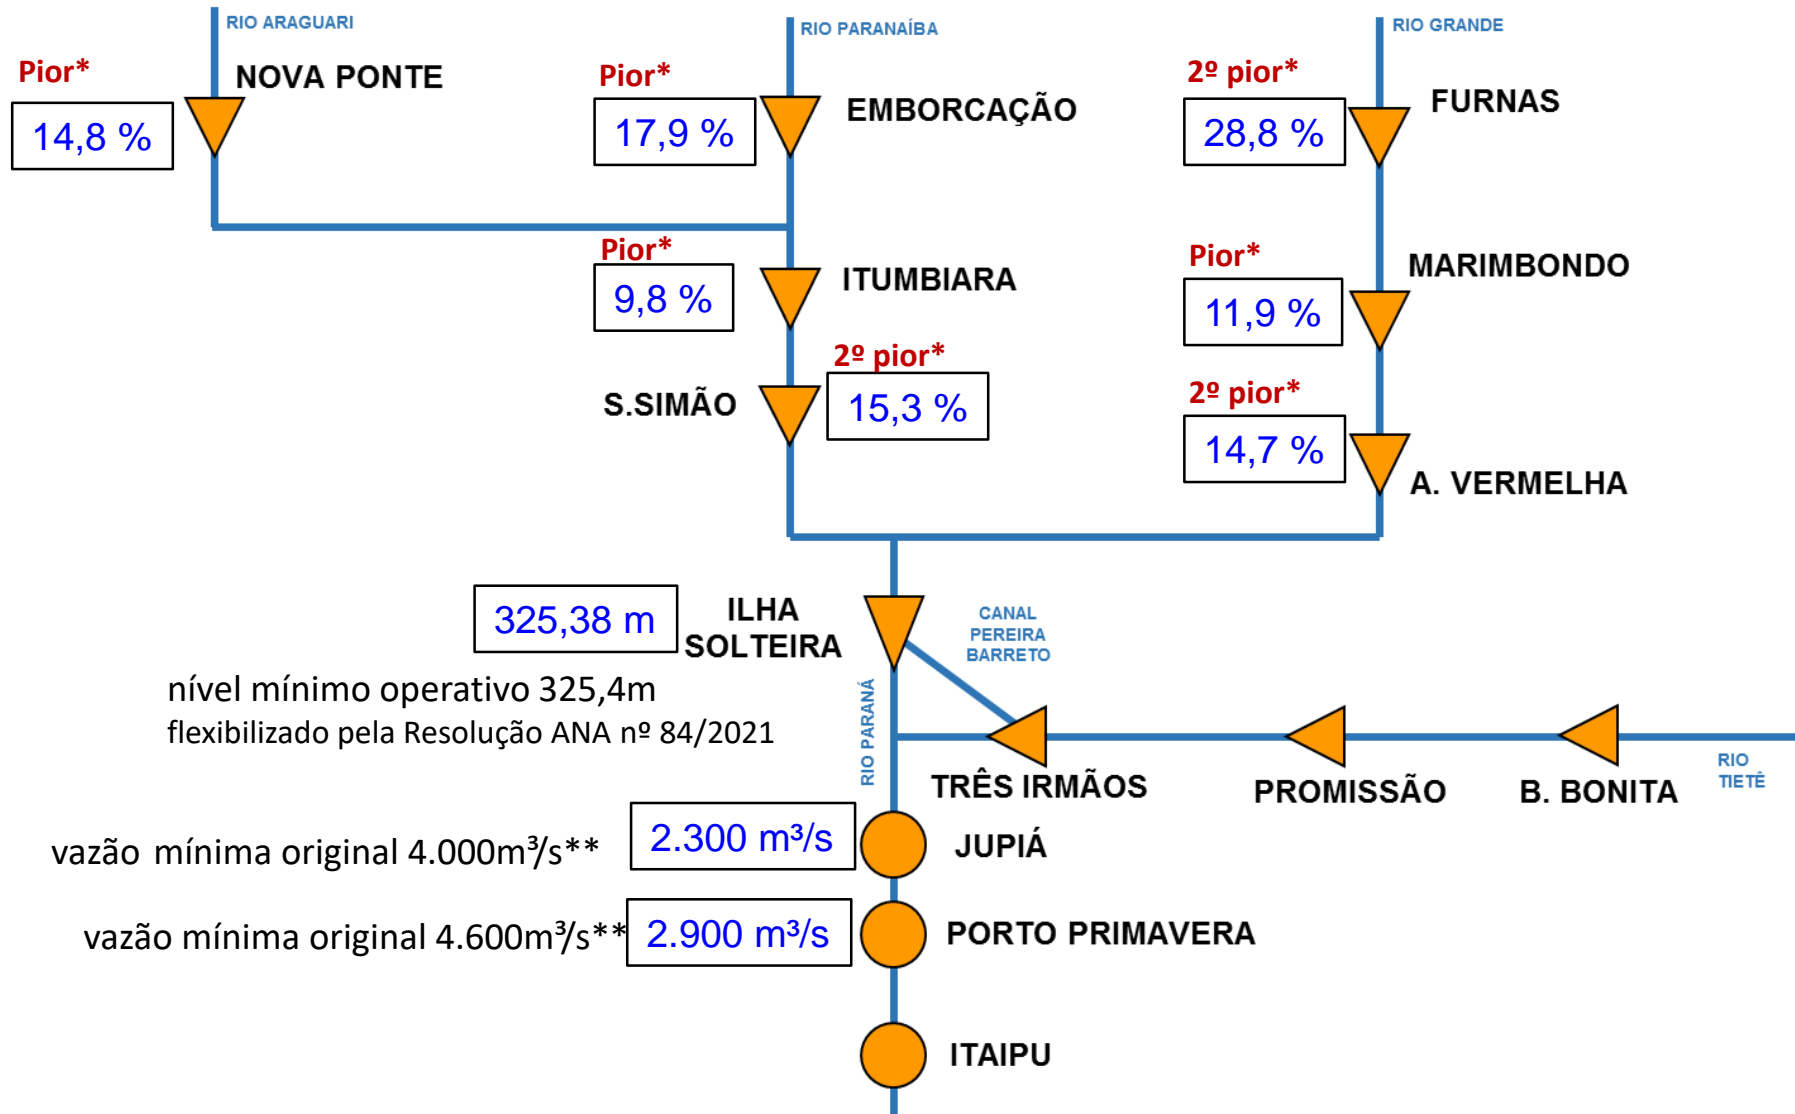 RIO ARAGUARI
RIO PARANAÍBA
RIO GRANDE
Pior*
NOVA PONTE
14,8 %
Pior*
EMBORCAÇÃO
17,9 %
2º pior*
FURNAS
28,8 %
Pior*
ITUMBIARA
9,8 %
Pior*
MARIMBONDO
11,9 %
2º pior*
S.SIMÃO
15,3 %
2º pior*
14,7 %
A. VERMELHA
325,38 m
ILHA
SOLTEIRA
CANAL
PEREIRA
BARRETO
nível mínimo operativo 325,4m
flexibilizado pela Resolução ANA nº 84/2021
RIO PARANÁ
TRÊS IRMÃOS
PROMISSÃO
B. BONITA
RIO
TIETÊ
vazão mínima original 4.000m³/s**
2.300 m³/s
JUPIÁ
vazão mínima original 4.600m³/s**
2.900 m³/s
PORTO PRIMAVERA
ITAIPU